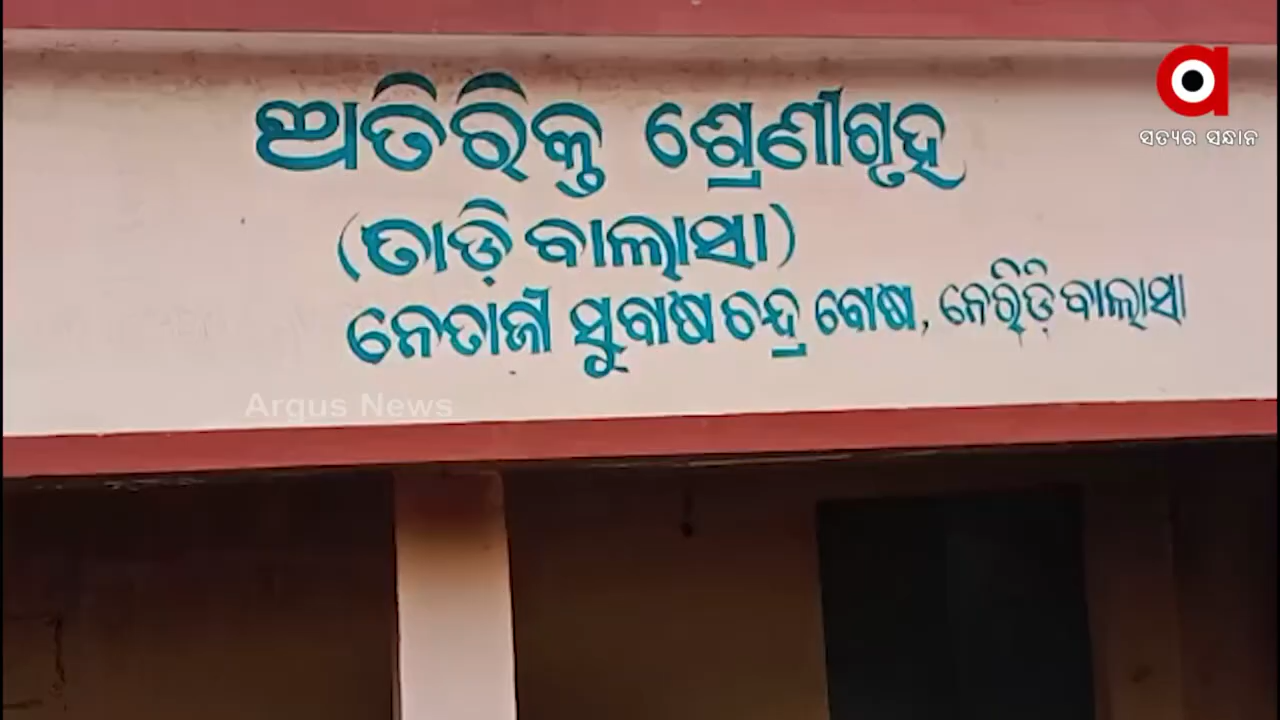 ଅତିରିକ୍ତ ଶ୍ରେଣୀଗୃହ
(ତାଡ଼ି ବାଲାସା)
ନେତାଜୀ ସୁବାଷ ଚନ୍ଦ୍ର ବୋଷ, ନେରିଡ଼ି ବାଲାସା
ସତ୍ୟର ସନ୍ଧାନ
Argus News